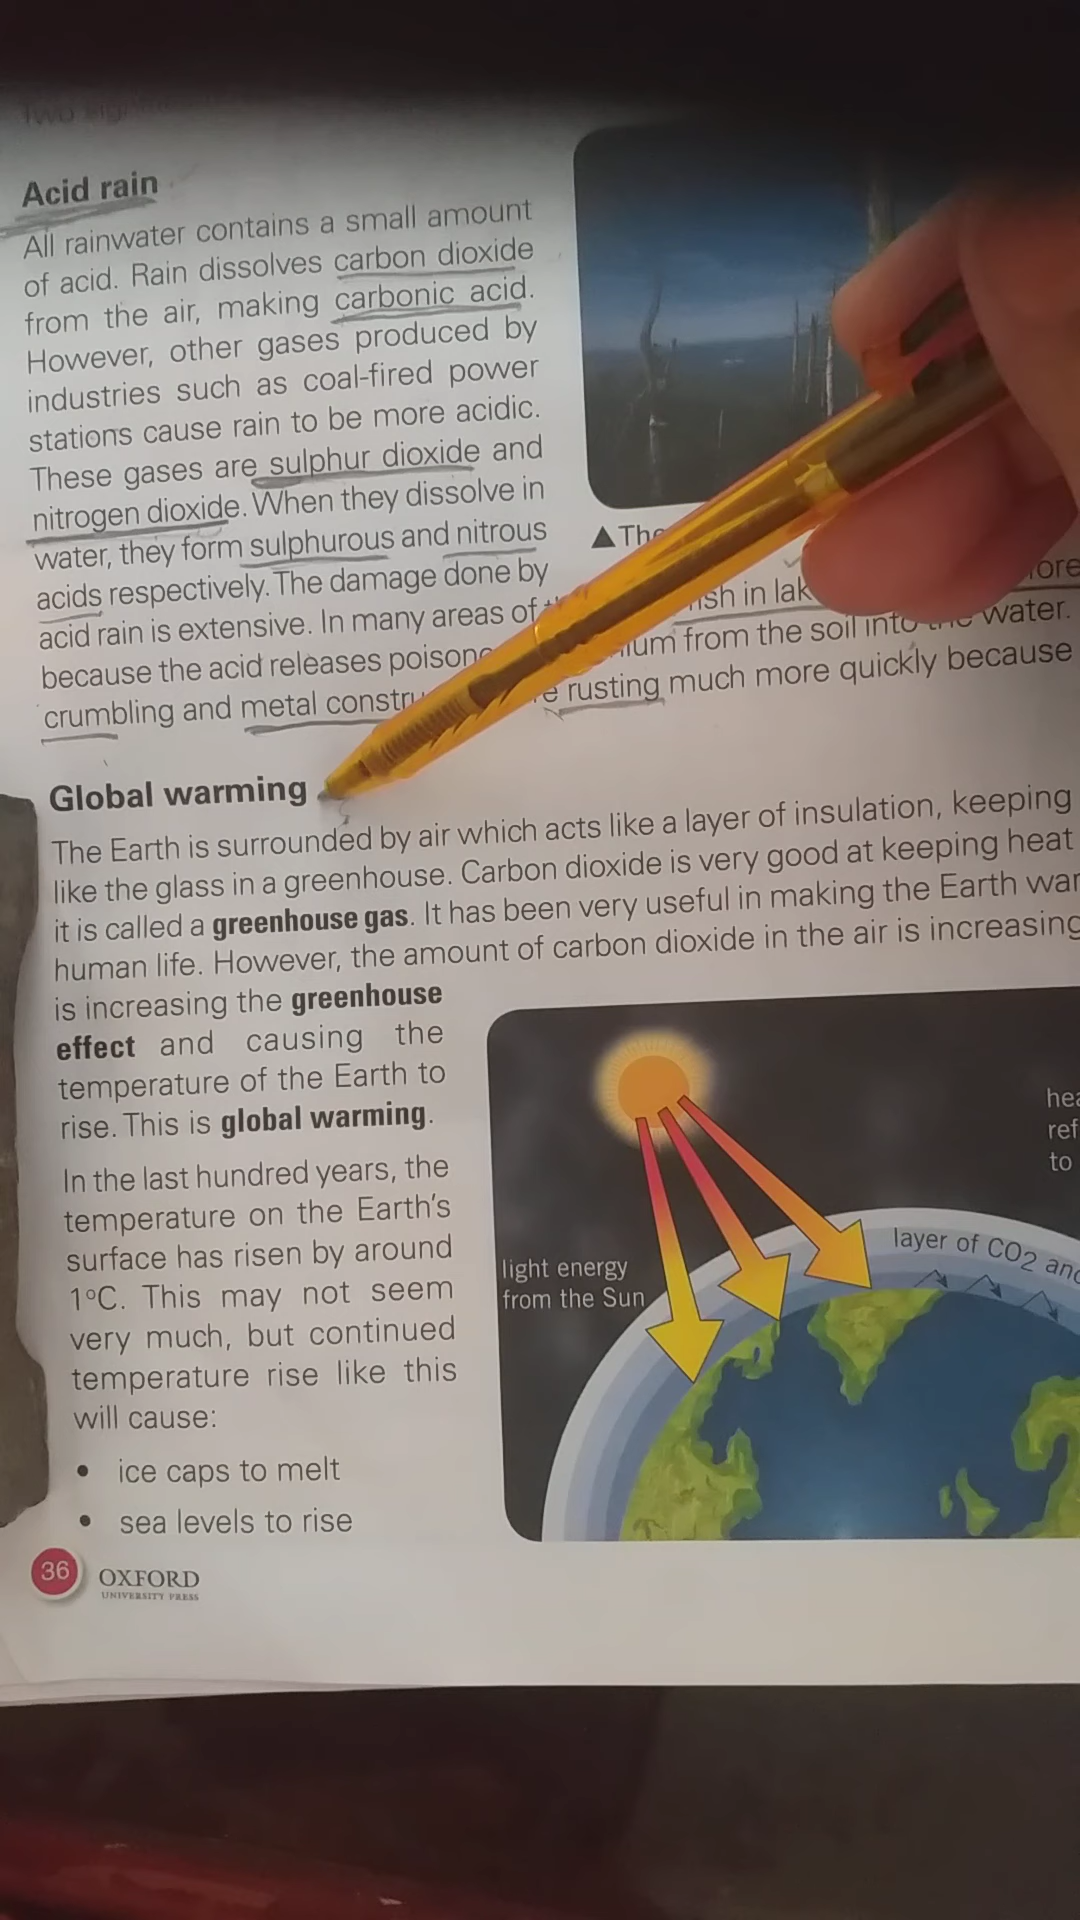 Acid rain
All rainwater contains a small amount
of acid. Rain dissolves carbon dioxide
from the air, making carbonic acid.
However, other gases produced by
industries such as coal-fired power
stations cause rain to be more acidic.
These gases are sulphur dioxide and
nitrogen dioxide. When they dissolve in
water, they form sulphurous and nitrous
acids respectively. The damage done by
acid rain is extensive. In many areas of
because the acid releases
crumbling and metal
▲
in
from the soil into water.
rusting much more quickly because
Global warming
The Earth is surrounded by air which acts like a layer of insulation, keeping
like the glass in a greenhouse. Carbon dioxide is very good at keeping heat
it is called a greenhouse gas. It has been very useful in making the Earth
human life. However, the amount of carbon dioxide in the air is increasing
is increasing the greenhouse
effect and causing the
temperature of the Earth to
rise. This is global warming.
In the last hundred years, the
temperature on the Earth's
surface has risen by around
1°C. This may not seem
very much, but continued
temperature rise like this
will cause:
• ice caps to melt
• sea levels to rise
light energy
from the Sun
to
layer of CO2
36 OXFORD
UNIVERSITY PRESS